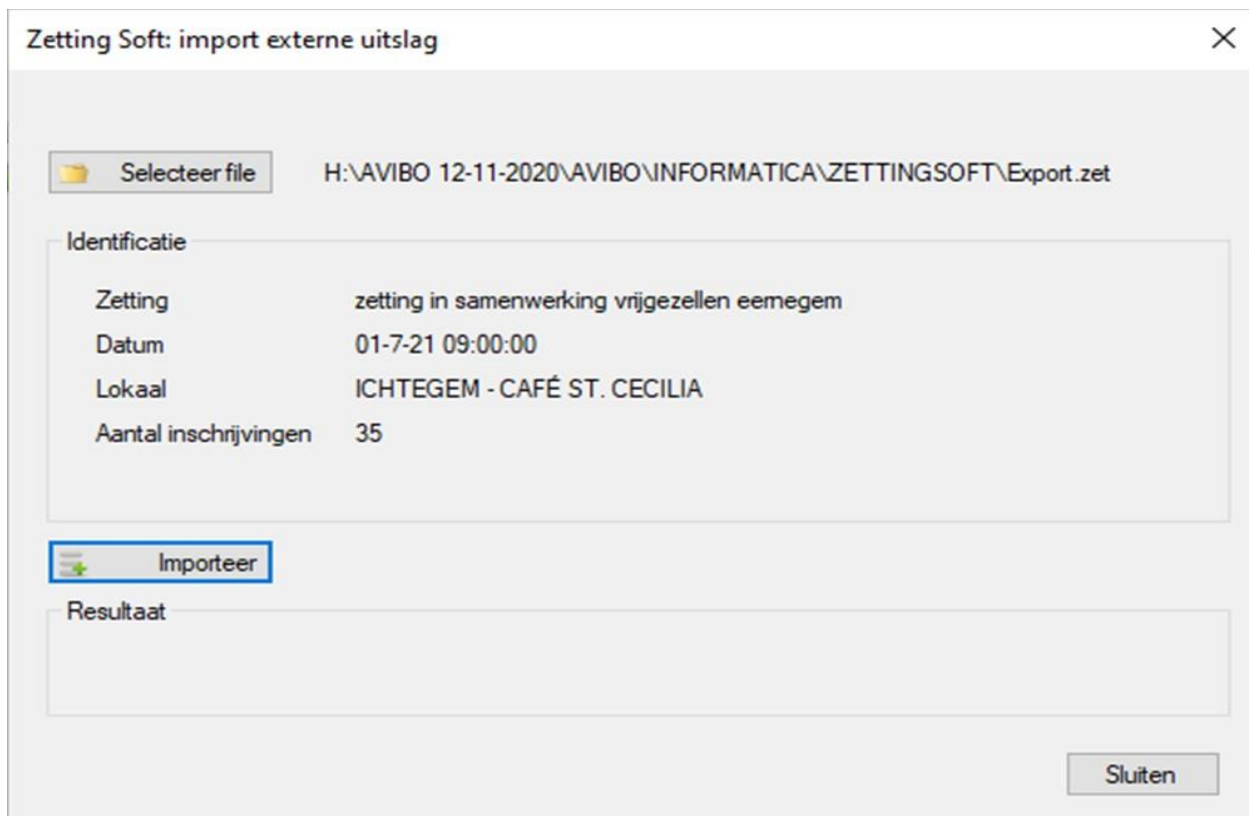 Zetting Soft: import externe uitslag
Selecteer file H:\AVIBO 12-11-2020\AVIBO\INFORMATICA\ZETTINGSOFT\Export.zet
Identificatie
Zetting zetting in samenwerking vrijgezellen eernegem
Datum 01-7-21 09:00:00
Lokaal ICHTEGEM - CAFÉ ST. CECILIA
Aantal inschrijvingen 35
Importeer
Resultaat
Sluiten